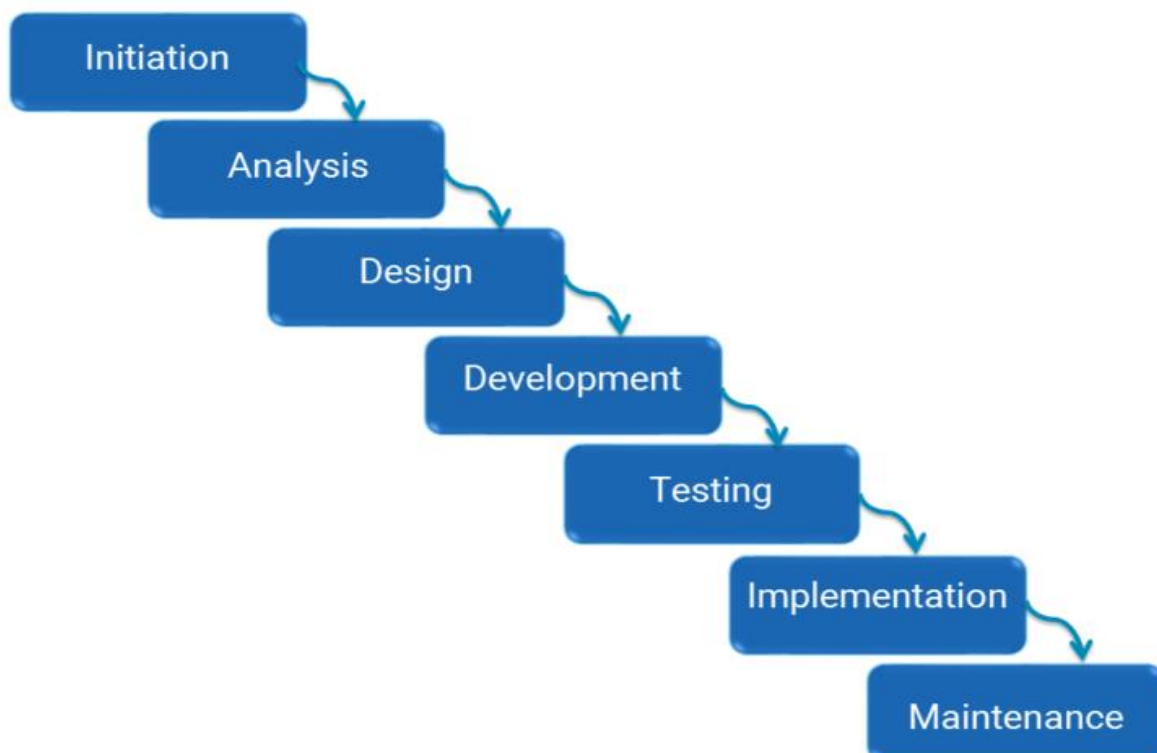 Initiation
Analysis
Design
Development
Testing
Implementation
Maintenance